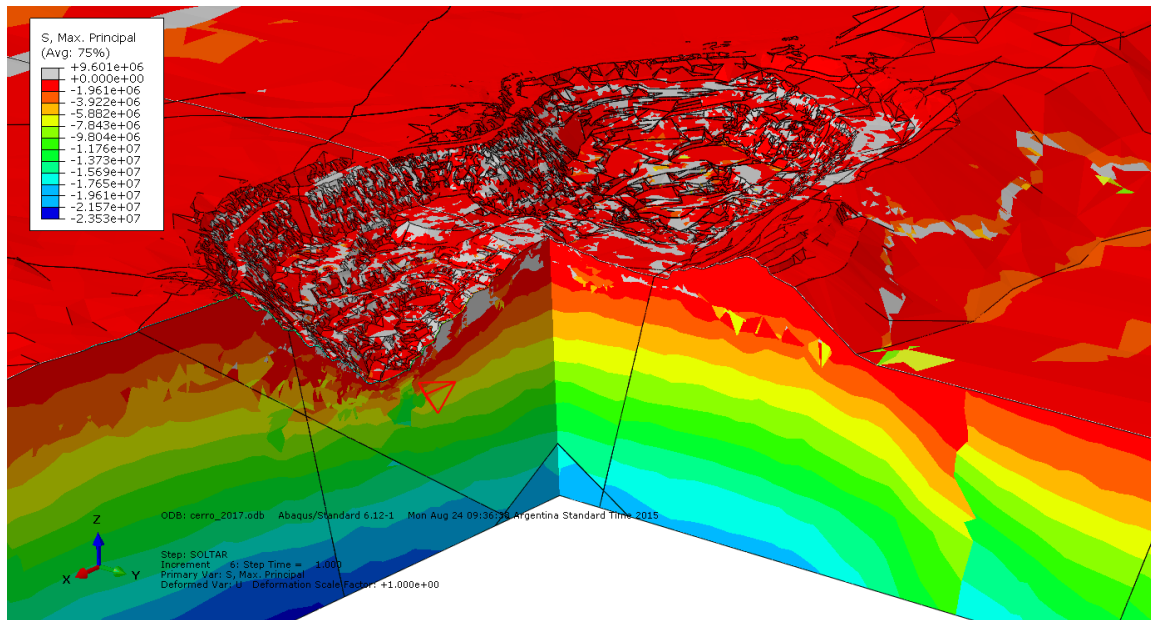 S, Max. Principal
(Avg: 75%)
+9.601e+06
+0.000e+00
-1.961e+06
-3.922e+06
-5.882e+06
-7.843e+06
-9.804e+06
-1.176e+07
-1.373e+07
-1.569e+07
-1.765e+07
-1.961e+07
-2.157e+07
-2.353e+07
ODB: cerro_2017.odb Abaqus/Standard 6.12-1 Mon Aug 24 09:36:38 Argentina Standard Time 2015
Z
X
Y
Step: SOLTAR
Increment 6: Step Time = 1.000
Primary Var: S, Max. Principal
Deformed Var: U Deformation Scale Factor: +1.000e+00